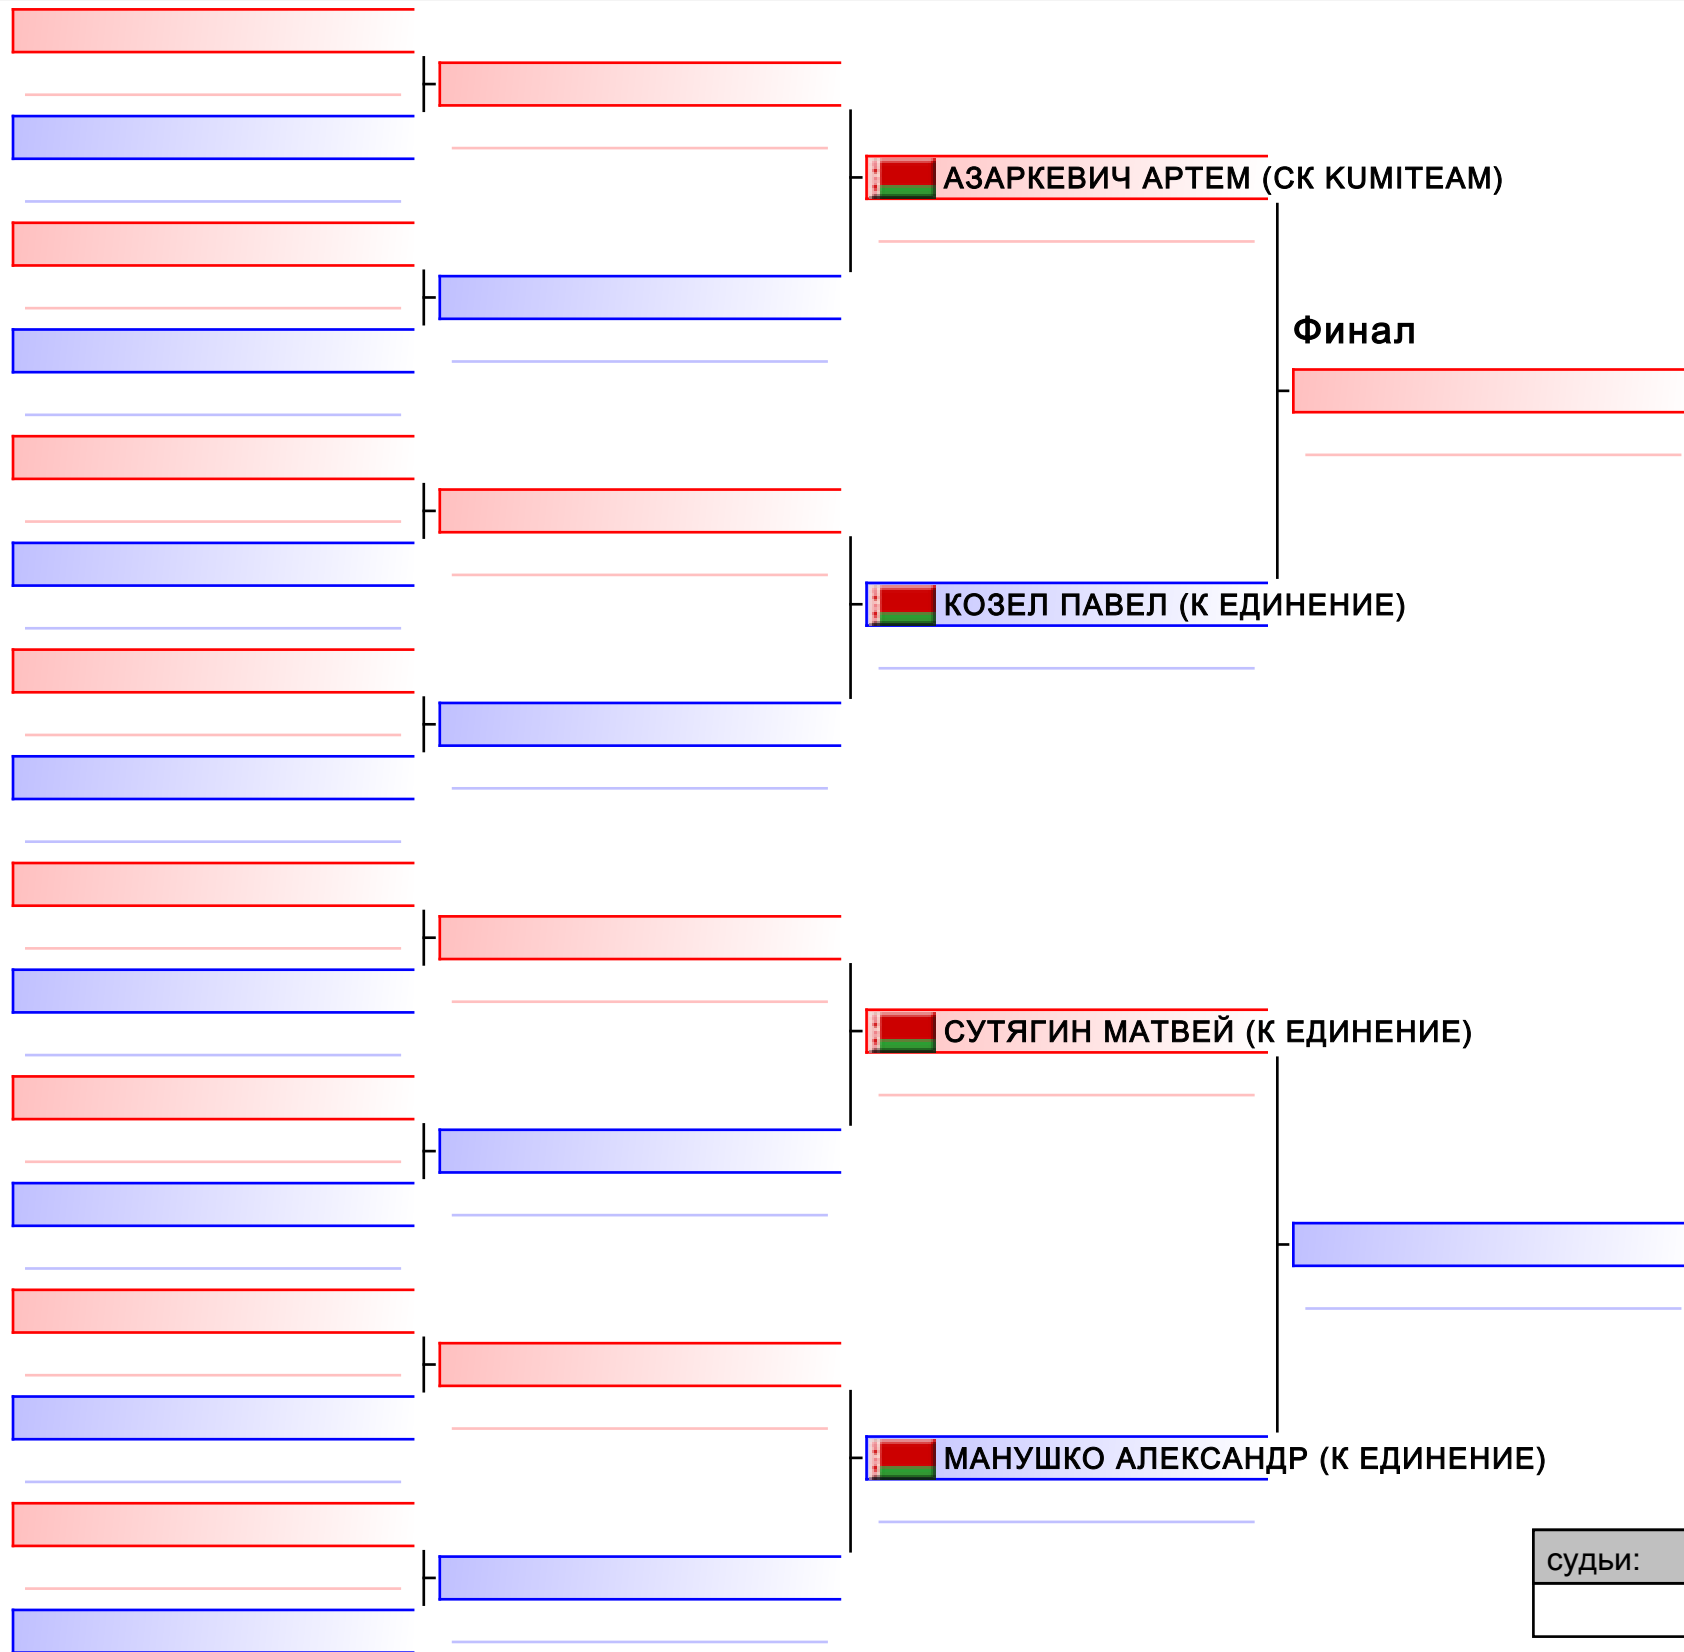 АЗАРКЕВИЧ АРТЕМ (СК KUMITEAM)
Финал
КОЗЕЛ ПАВЕЛ (К ЕДИНЕНИЕ)
СУТЯГИН МАТВЕЙ (К ЕДИНЕНИЕ)
МАНУШКО АЛЕКСАНДР (К ЕДИНЕНИЕ)
судьи: